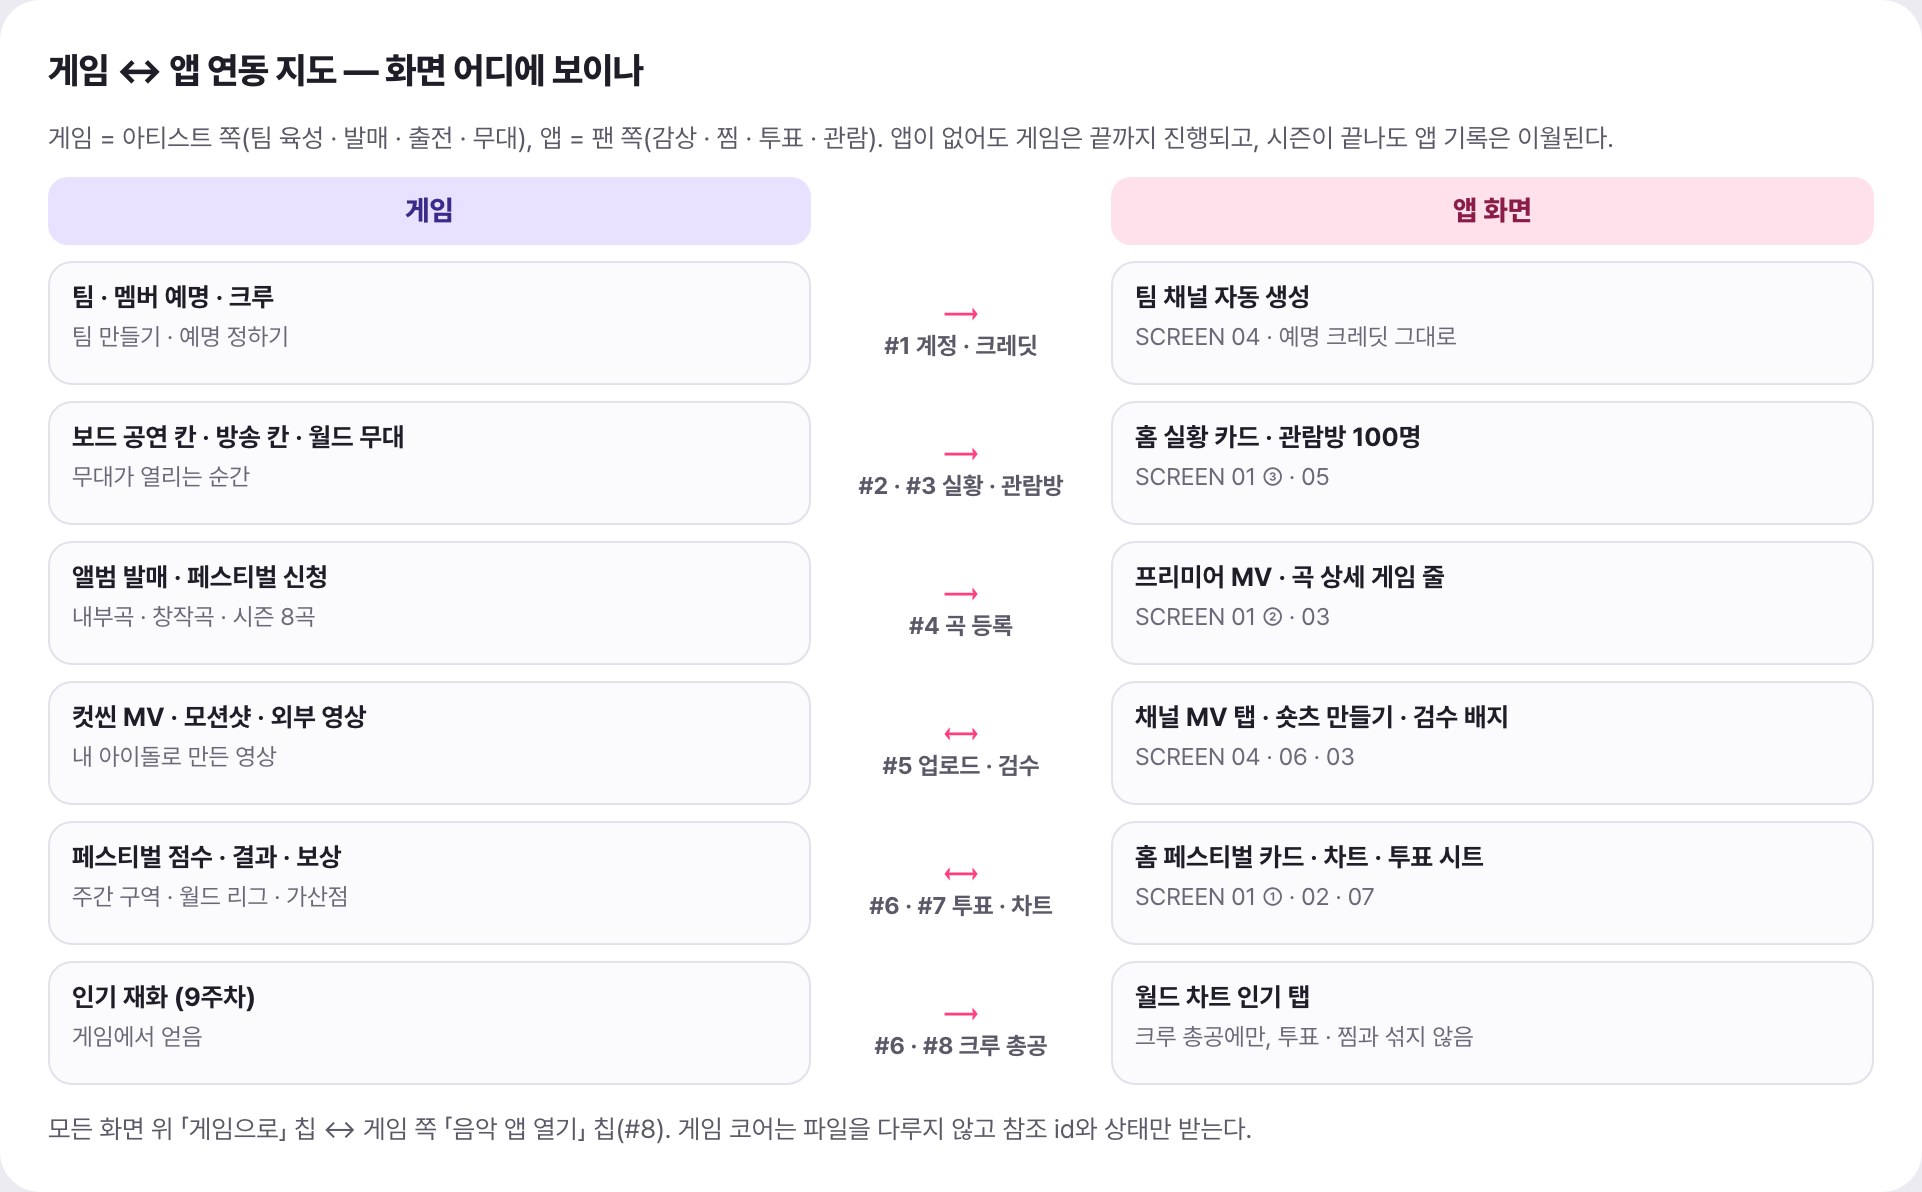 게임 ↔ 앱 연동 지도 — 화면 어디에 보이나
게임 = 아티스트 쪽(팀 육성 · 발매 · 출전 · 무대), 앱 = 팬 쪽(감상 · 찜 · 투표 · 관람). 앱이 없어도 게임은 끝까지 진행되고, 시즌이 끝나도 앱 기록은 이월된다.
게임
앱 화면
팀 · 멤버 예명 · 크루
팀 만들기 · 예명 정하기
→
#1 계정 · 크레딧
팀 채널 자동 생성
SCREEN 04 · 예명 크레딧 그대로
보드 공연 칸 · 방송 칸 · 월드 무대
무대가 열리는 순간
→
#2 · #3 실황 · 관람방
홈 실황 카드 · 관람방 100명
SCREEN 01 ③ · 05
앨범 발매 · 페스티벌 신청
내부곡 · 창작곡 · 시즌 8곡
→
#4 곡 등록
프리미어 MV · 곡 상세 게임 줄
SCREEN 01 ② · 03
컷씬 MV · 모션샷 · 외부 영상
내 아이돌로 만든 영상
↔
#5 업로드 · 검수
채널 MV 탭 · 숏츠 만들기 · 검수 배지
SCREEN 04 · 06 · 03
페스티벌 점수 · 결과 · 보상
주간 구역 · 월드 리그 · 가산점
↔
#6 · #7 투표 · 차트
홈 페스티벌 카드 · 차트 · 투표 시트
SCREEN 01 ① · 02 · 07
인기 재화 (9주차)
게임에서 얻음
→
#6 · #8 크루 총공
월드 차트 인기 탭
크루 총공에만, 투표 · 찜과 섞지 않음
모든 화면 위 「게임으로」 칩 ↔ 게임 쪽 「음악 앱 열기」 칩(#8). 게임 코어는 파일을 다루지 않고 참조 id와 상태만 받는다.